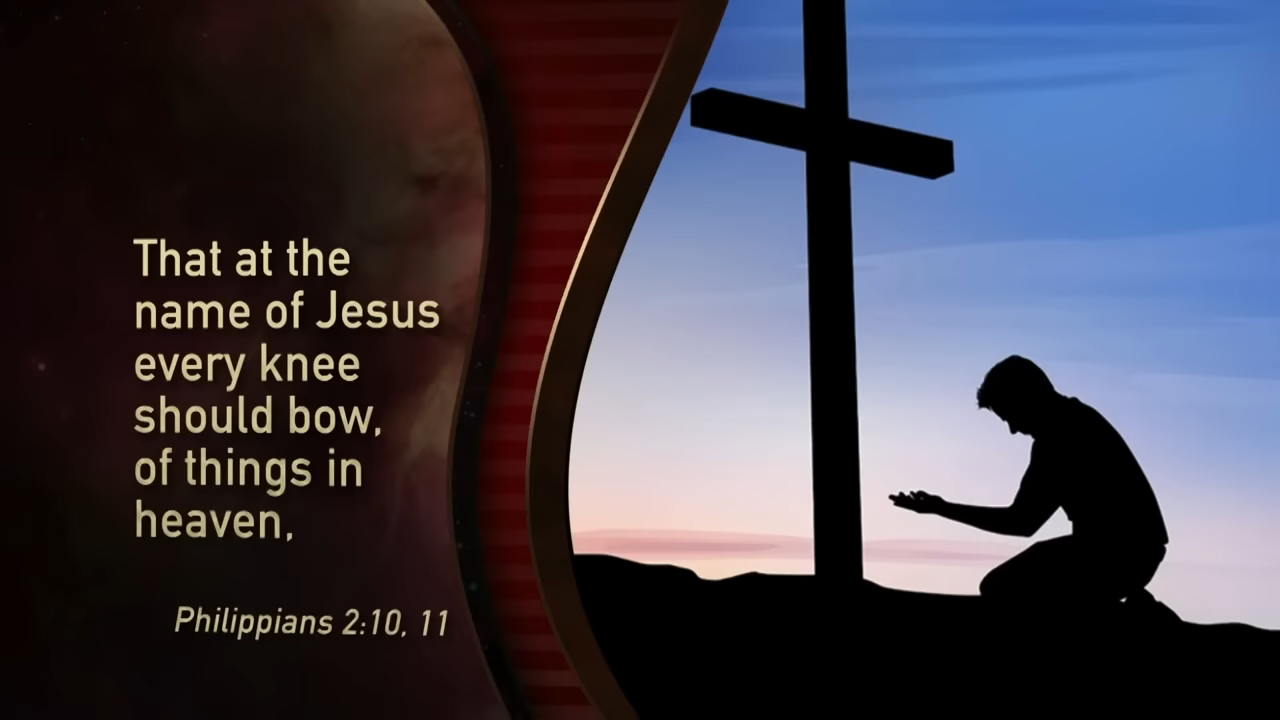 That at the
name of Jesus
every knee
should bow,
of things in
heaven,
Philippians 2:10, 11